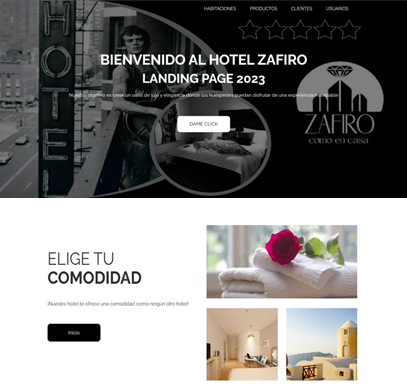 HABITACIONES PRODUCTOS CLIENTES USUARIOS
HOTEL
BIENVENIDO AL HOTEL ZAFIRO
LANDING PAGE 2023
Nuestro objetivo es crear un oasis de lujo y elegancia donde los huéspedes puedan disfrutar de una experiencia inolvidable
DAME CLICK
ZAFIRO
como en casa
ELIGE TU
COMODIDAD
¡Nuestro hotel le ofrece una comodidad como ningún otro hotel!
Inicio